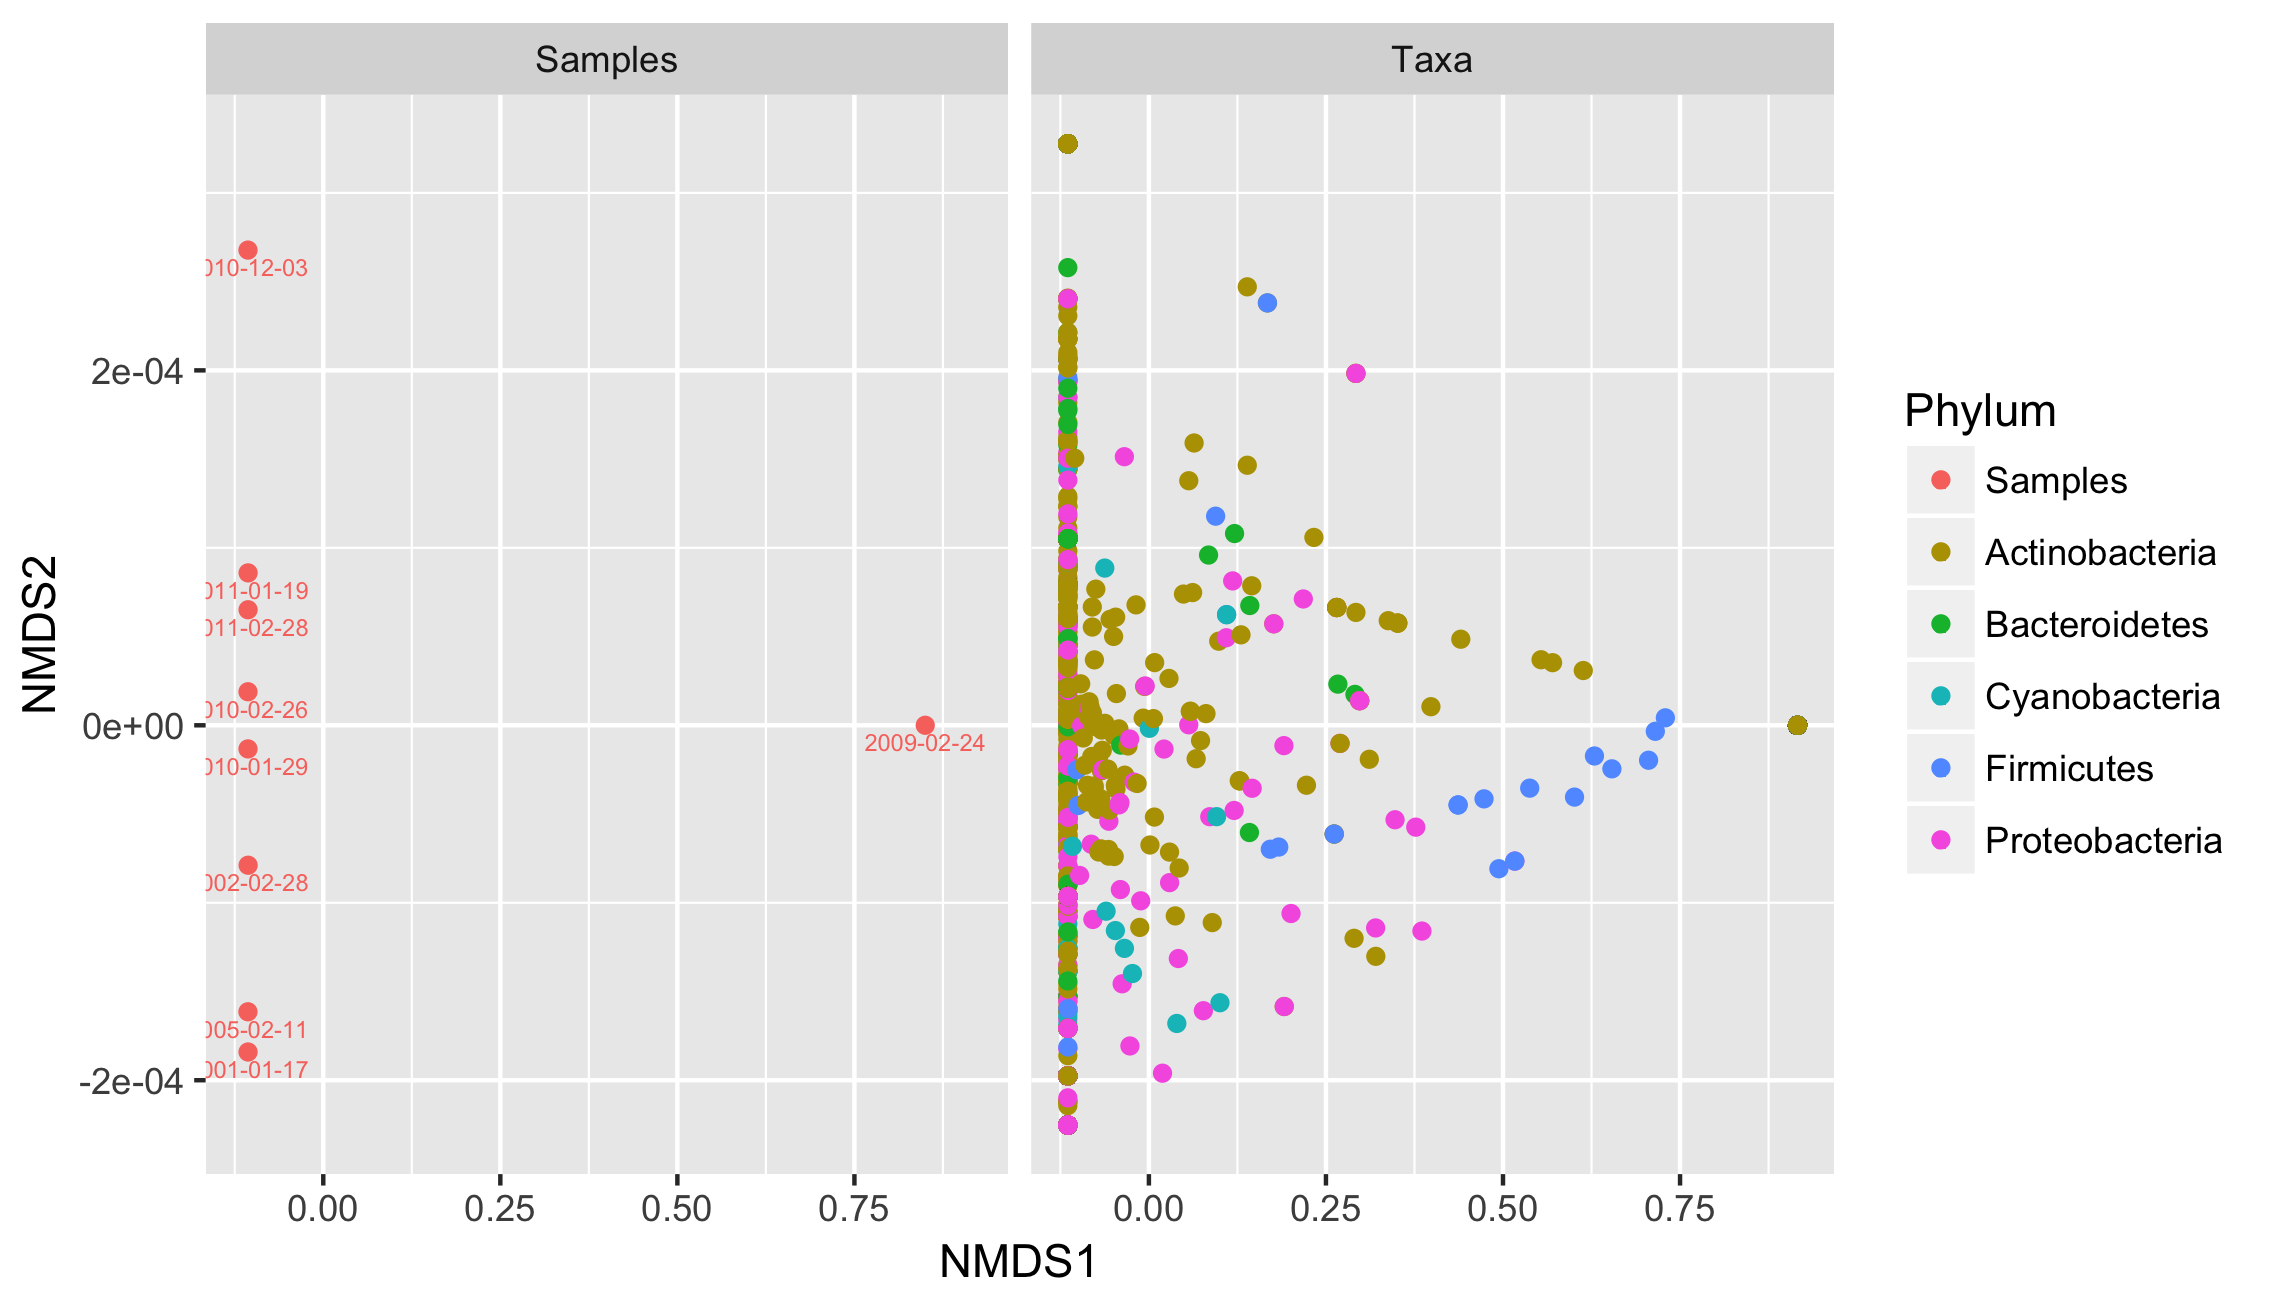 Samples
Taxa
010-12-03
2e-04
011-01-19
011-02-28
010-02-26
0e+00
2009-02-24
010-01-29
002-02-28
005-02-11
001-01-17
-2e-04
NMDS2
0.00 0.25 0.50 0.75
0.00 0.25 0.50 0.75
NMDS1
Phylum
Samples
Actinobacteria
Bacteroidetes
Cyanobacteria
Firmicutes
Proteobacteria